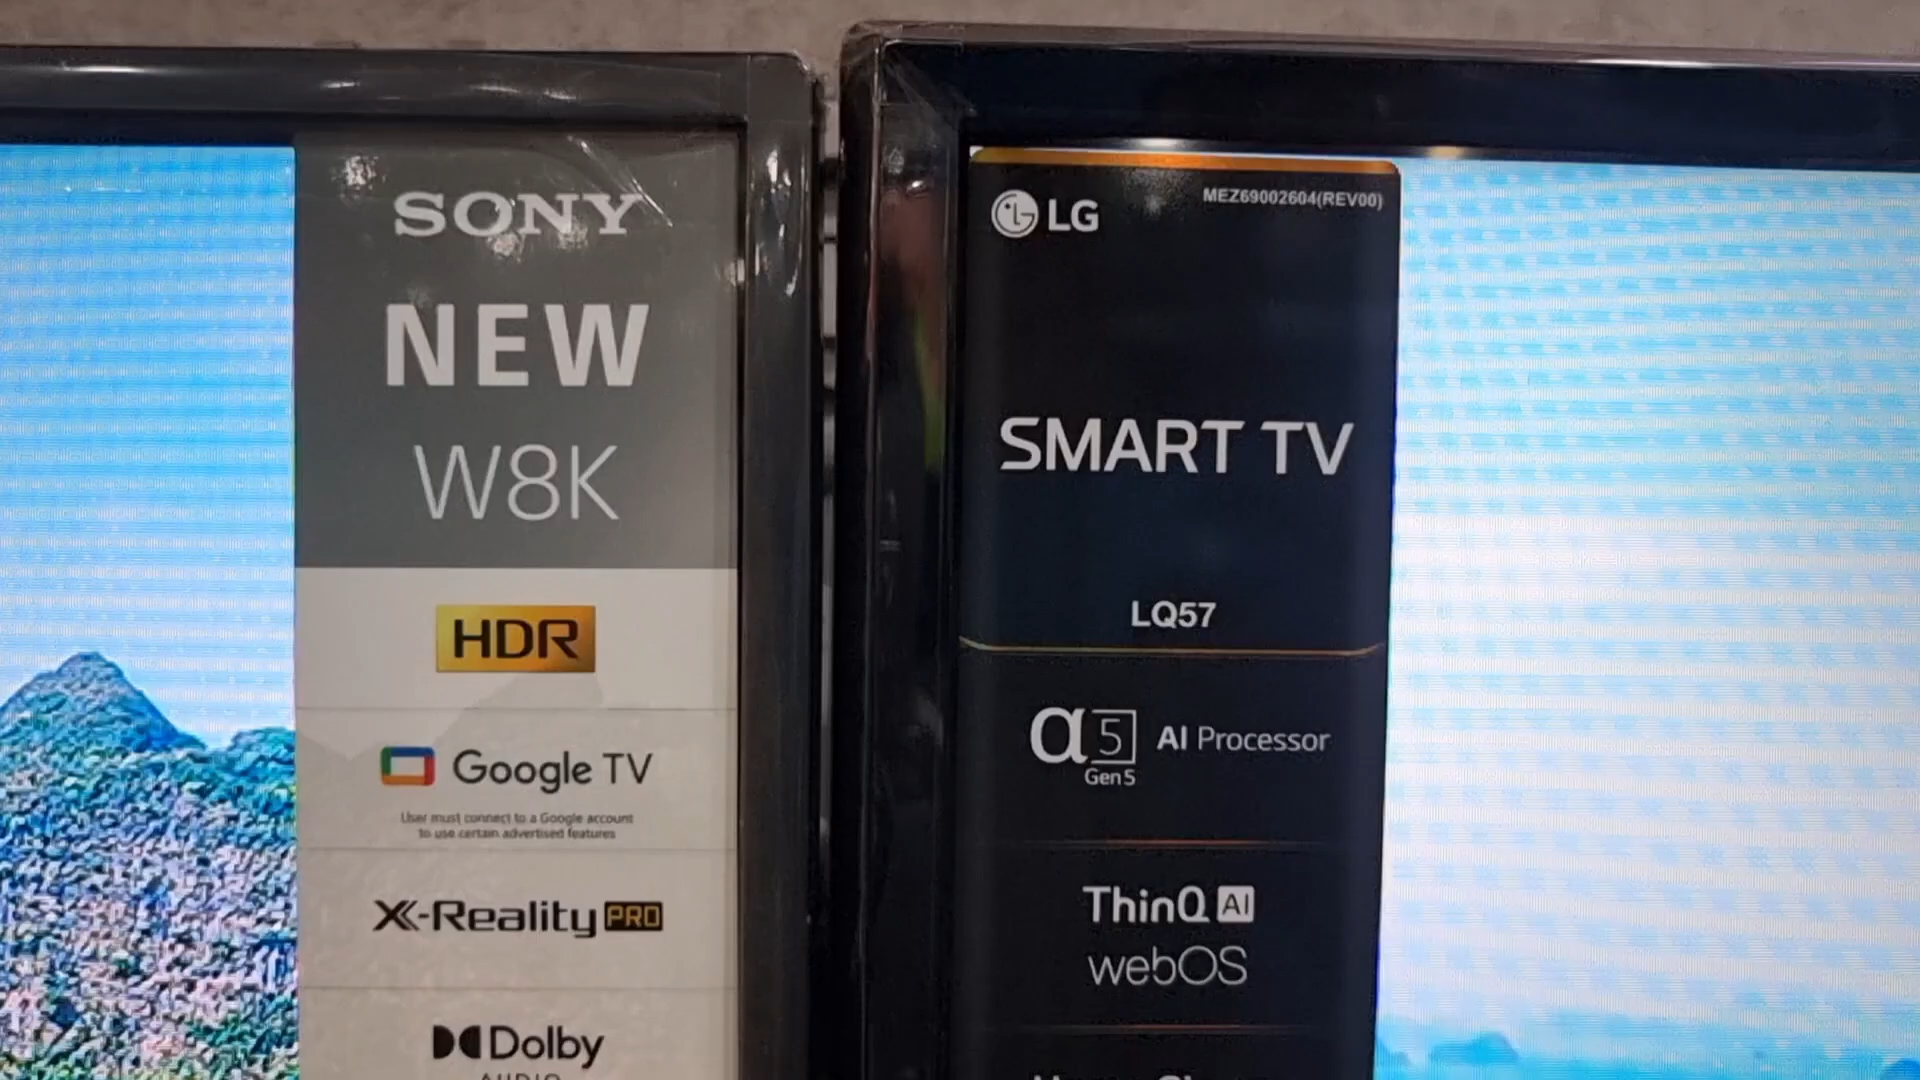 SONY
NEW
W8K
HDR
Google TV
User must connect to a Google account
to use certain advertised features
X-Reality PRO
Dolby
AUDIO
LG
MEZ69002604(REV00)
SMART TV
LQ57
α5 AI Processor
Gen5
ThinQ AI
webOS